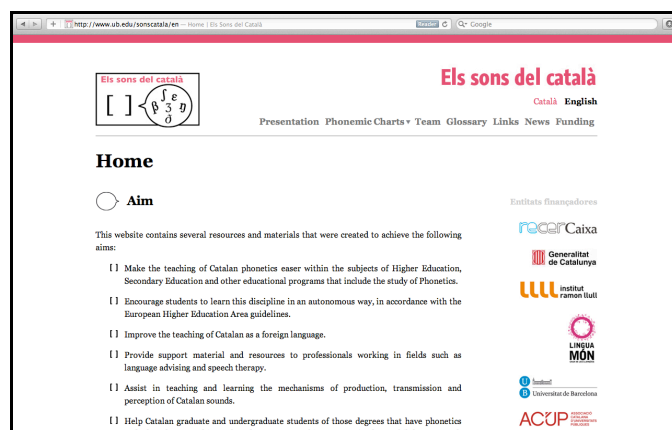 http://www.ub.edu/sonscatala/en — Home | Els Sons del Català
Reader
Google
Els sons del català
[ ] β ʃ ε ʒ ŋ ð
Els sons del català
Català English
Presentation Phonemic Charts ▾ Team Glossary Links News Funding
Home
Aim
This website contains several resources and materials that were created to achieve the following
aims:
[ ] Make the teaching of Catalan phonetics easer within the subjects of Higher Education,
Secondary Education and other educational programs that include the study of Phonetics.
[ ] Encourage students to learn this discipline in an autonomous way, in accordance with the
European Higher Education Area guidelines.
[ ] Improve the teaching of Catalan as a foreign language.
[ ] Provide support material and resources to professionals working in fields such as
language advising and speech therapy.
[ ] Assist in teaching and learning the mechanisms of production, transmission and
perception of Catalan sounds.
[ ] Help Catalan graduate and undergraduate students of those degrees that have phonetics
Entitats finançadores
recerCaixa
Generalitat
de Catalunya
LLLL institut
ramon llull
LINGUA
MÓN
U
B Universitat de Barcelona
ACUP ASSOCIACIÓ
CATALANA
D'UNIVERSITATS
PÚBLIQUES